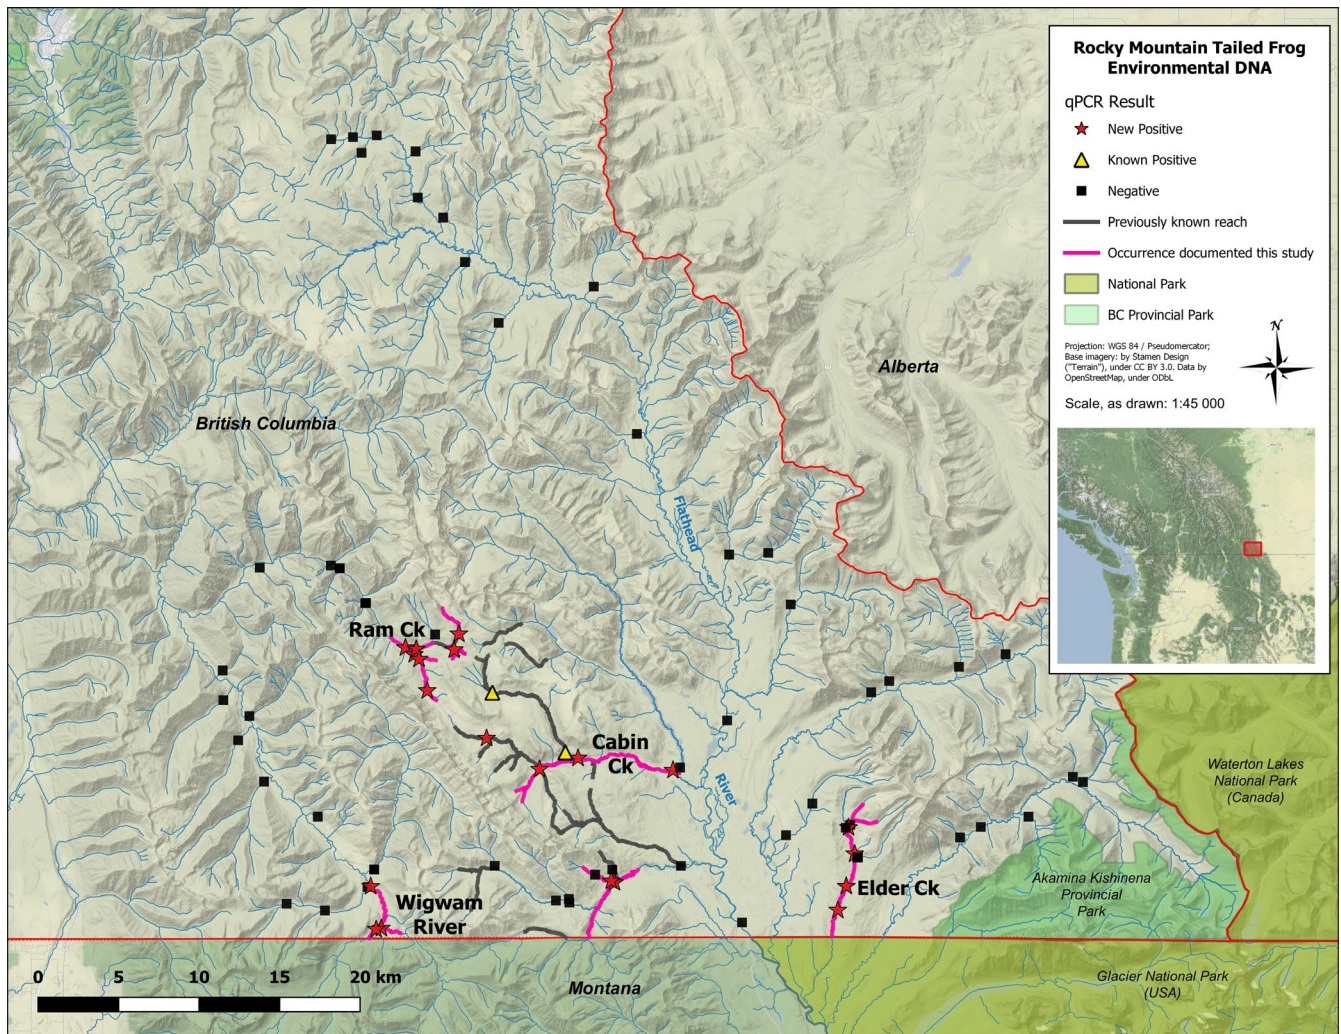 Rocky Mountain Tailed Frog
Environmental DNA
qPCR Result
New Positive
Known Positive
Negative
Previously known reach
Occurrence documented this study
National Park
BC Provincial Park
Projection: WGS 84 / Pseudomercator;
Base imagery: by Stamen Design
("Terrain"), under CC BY 3.0. Data by
OpenStreetMap, under ODbL
N
Scale, as drawn: 1:45 000
Alberta
British Columbia
Flathead
River
Ram Ck
Cabin
Ck
Waterton Lakes
National Park
(Canada)
Akamina Kishinena
Provincial
Park
Elder Ck
Wigwam
River
0 5 10 15 20 km
Montana
Glacier National Park
(USA)